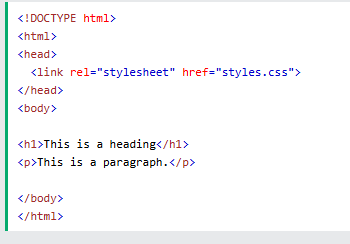 <!DOCTYPE html>
<html>
<head>
  <link rel="stylesheet" href="styles.css">
</head>
<body>

<h1>This is a heading</h1>
<p>This is a paragraph.</p>

</body>
</html>